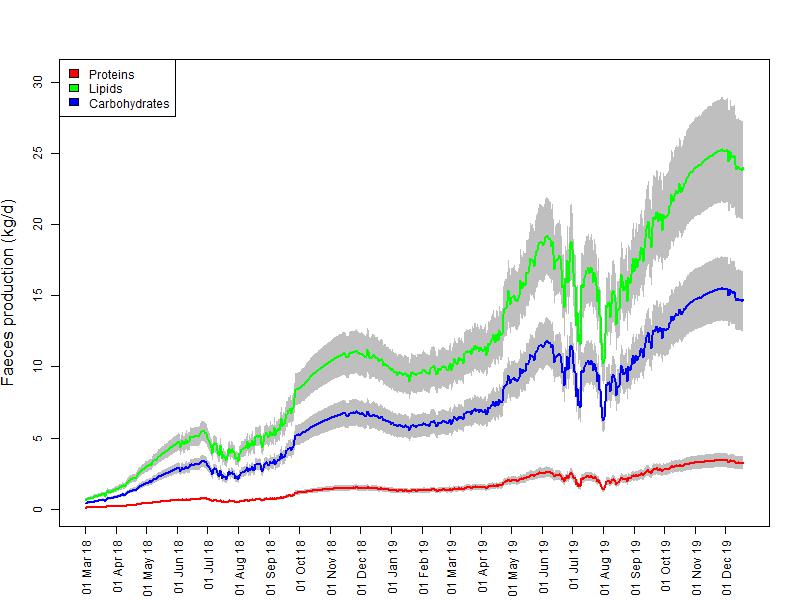 Proteins
Lipids
Carbohydrates
Faeces production (kg/d)
30
25
20
15
10
5
0
01 Mar 18
01 Apr 18
01 May 18
01 Jun 18
01 Jul 18
01 Aug 18
01 Sep 18
01 Oct 18
01 Nov 18
01 Dec 18
01 Jan 19
01 Feb 19
01 Mar 19
01 Apr 19
01 May 19
01 Jun 19
01 Jul 19
01 Aug 19
01 Sep 19
01 Oct 19
01 Nov 19
01 Dec 19